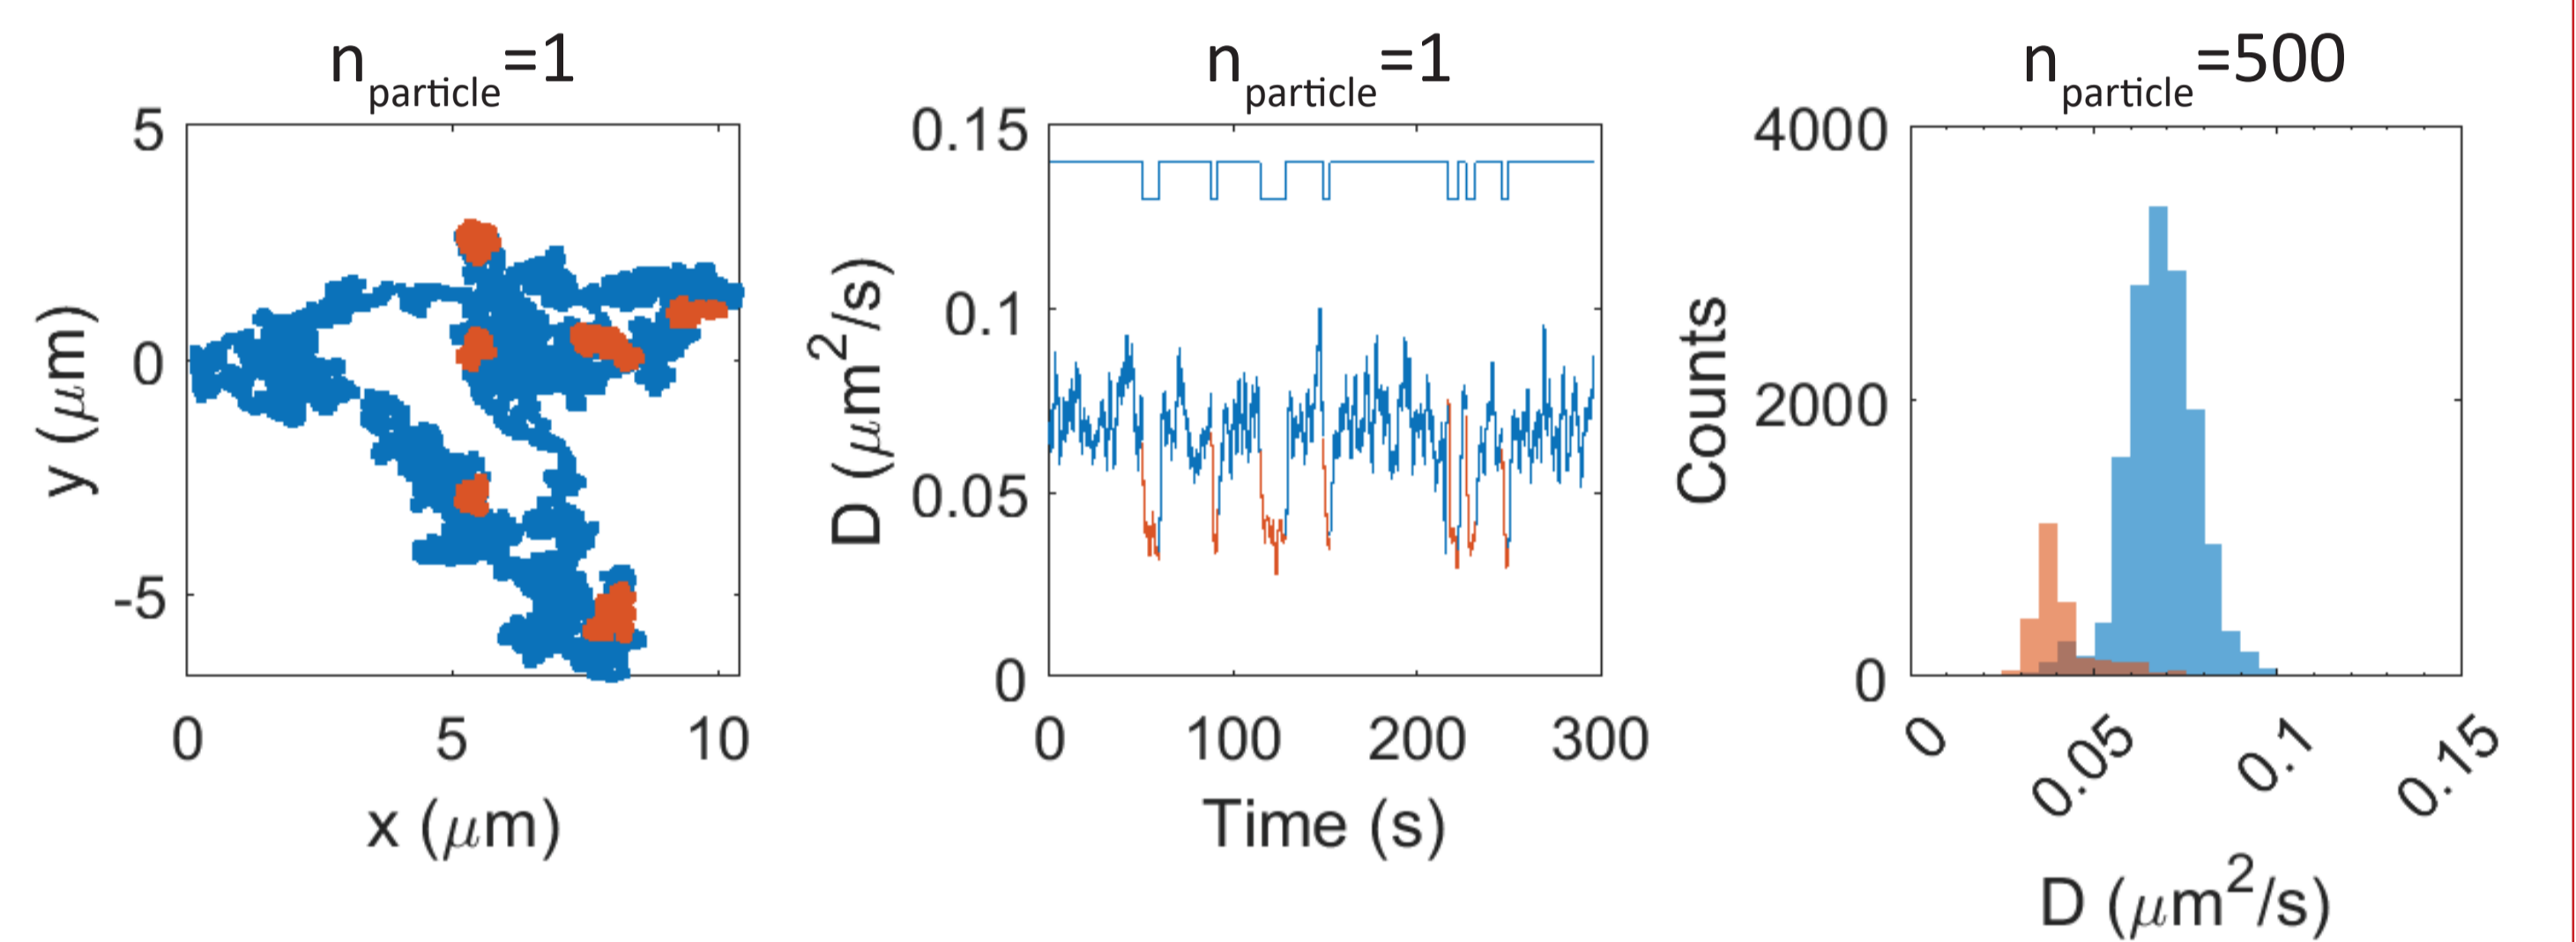 n_particle=1
5
0
-5
y (μm)
0 5 10
x (μm)
n_particle=1
0.15
0.1
0.05
0
D (μm²/s)
0 100 200 300
Time (s)
n_particle=500
4000
2000
0
Counts
0 0.05 0.1 0.15
D (μm²/s)